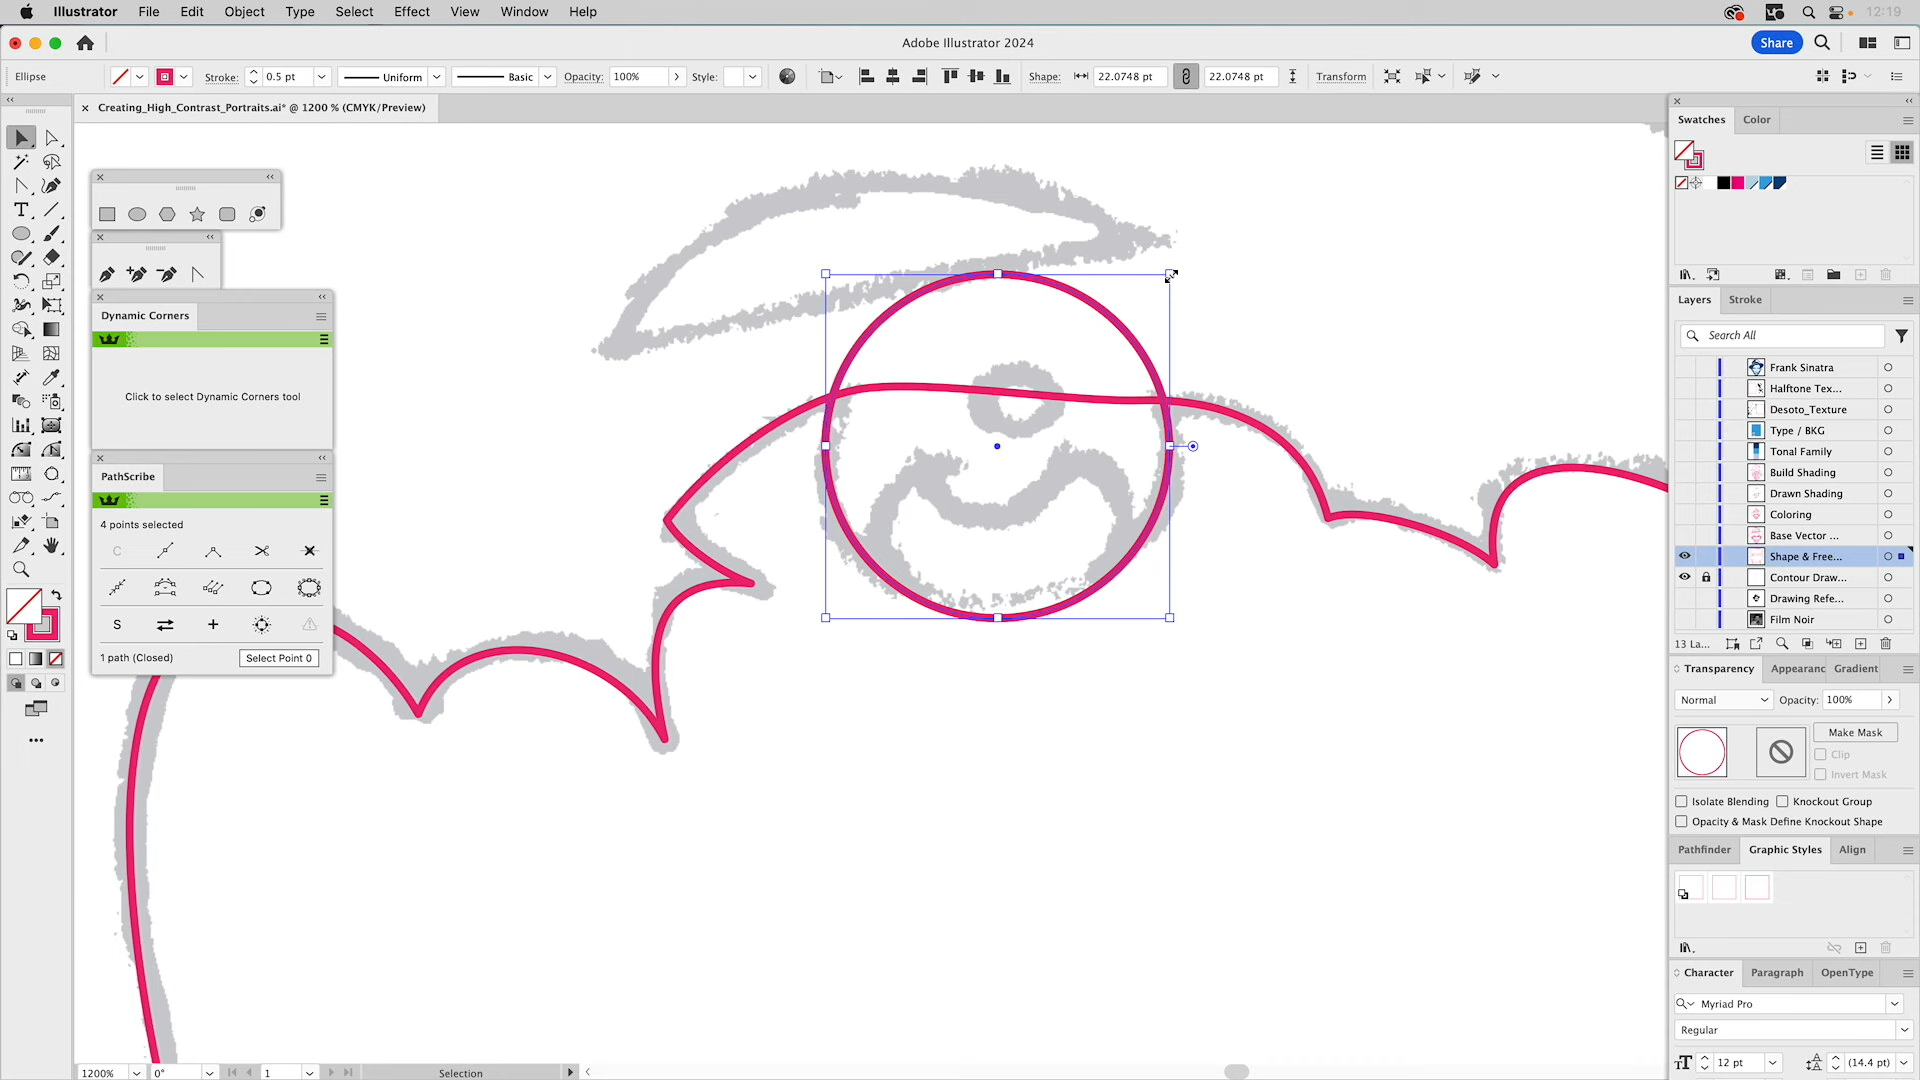 Illustrator File Edit Object Type Select Effect View Window Help 12:19
Adobe Illustrator 2024 Share
Ellipse Stroke: 0.5 pt Uniform Basic Opacity: 100% Style: Shape: 22.0748 pt 22.0748 pt Transform
Creating_High_Contrast_Portraits.ai* @ 1200 % (CMYK/Preview)
Dynamic Corners
Click to select Dynamic Corners tool
PathScribe
4 points selected
1 path (Closed) Select Point 0
Swatches Color
Layers Stroke
Search All
Frank Sinatra
Halftone Tex...
Desoto_Texture
Type / BKG
Tonal Family
Build Shading
Drawn Shading
Coloring
Base Vector ...
Shape & Free...
Contour Draw...
Drawing Refe...
Film Noir
13 La...
Transparency Appearanc Gradient
Normal Opacity: 100%
Make Mask
Clip
Invert Mask
Isolate Blending Knockout Group
Opacity & Mask Define Knockout Shape
Pathfinder Graphic Styles Align
Character Paragraph OpenType
Myriad Pro
Regular
12 pt (14.4 pt)
1200% 0° 1 Selection